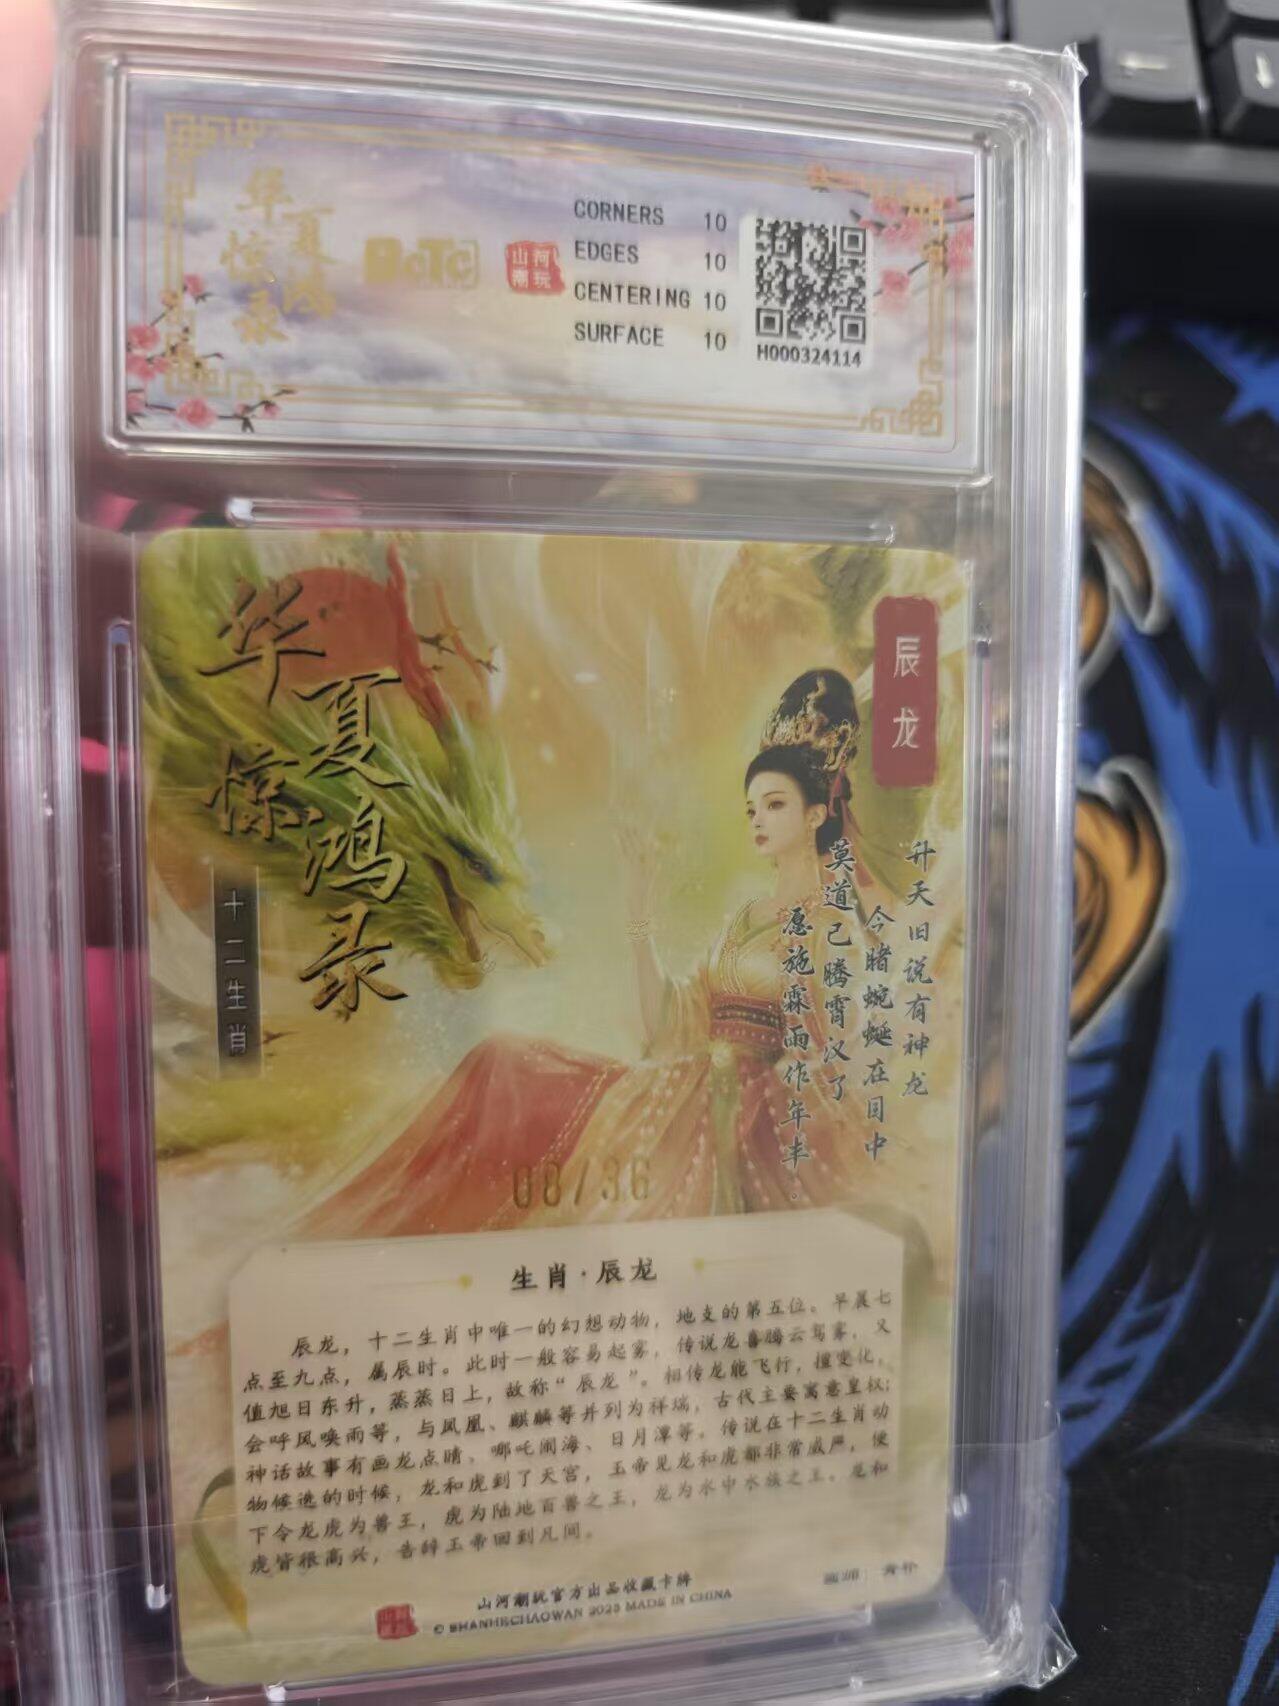 华夏惊鸿录
山河潮玩
CORNERS 10
EDGES 10
CENTERING 10
SURFACE 10
H000324114
华夏惊鸿录
十二生肖
辰龙
升天旧说有神龙
今睹蜿蜒在目中
莫道已腾霄汉了
愿施霖雨作年丰。
08/36
生肖·辰龙
辰龙，十二生肖中唯一的幻想动物，地支的第五位。早晨七
点至九点，属辰时。此时一般容易起雾，传说龙喜腾云驾雾，又
值旭日东升，蒸蒸日上，故称“辰龙”。相传龙能飞行，擅变化，
会呼风唤雨等，与凤凰、麒麟等并列为祥瑞，古代主要寓意皇权；
神话故事有画龙点睛、哪吒闹海、日月潭等。传说在十二生肖动
物候选的时候，龙和虎到了天宫，玉帝见龙和虎都非常威严，便
下令龙虎为兽王，虎为陆地百兽之王，龙为水中水族之王。龙和
虎皆很高兴，告辞玉帝回到凡间。
山河潮玩官方出品收藏卡牌
© SHANHECHAOWAN 2023 MADE IN CHINA